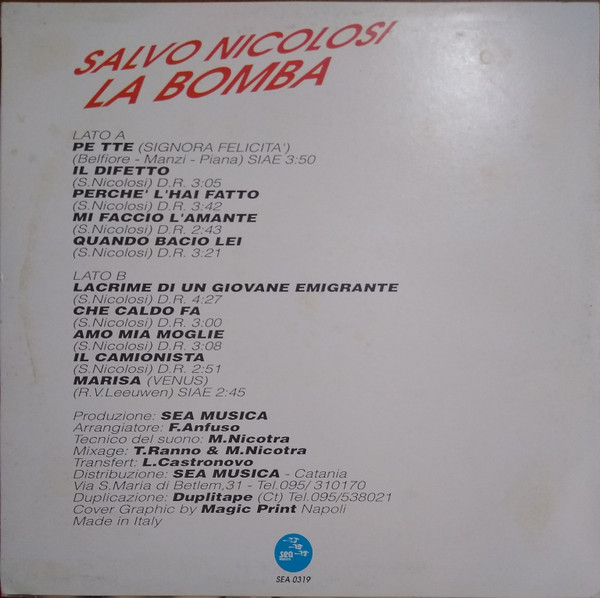 SALVO NICOLOSI
LA BOMBA
LATO A
PE TTE (SIGNORA FELICITA')
(Belfiore - Manzi - Piana) SIAE 3:50
IL DIFETTO
(S.Nicolosi) D.R. 3:05
PERCHE' L'HAI FATTO
(S.Nicolosi) D.R. 3:42
MI FACCIO L'AMANTE
(S.Nicolosi) D.R. 2:43
QUANDO BACIO LEI
(S.Nicolosi) D.R. 3:21
LATO B
LACRIME DI UN GIOVANE EMIGRANTE
(S.Nicolosi) D.R. 4:27
CHE CALDO FA
(S.Nicolosi) D.R. 3:00
AMO MIA MOGLIE
(S.Nicolosi) D.R. 3:08
IL CAMIONISTA
(S.Nicolosi) D.R. 2:51
MARISA (VENUS)
(R.V.Leeuwen) SIAE 2:45
Produzione: SEA MUSICA
Arrangiatore: F.Anfuso
Tecnico del suono: M.Nicotra
Mixage: T.Ranno & M.Nicotra
Transfert: L.Castronovo
Distribuzione: SEA MUSICA - Catania
Via S.Maria di Betlem,31 - Tel.095/ 310170
Duplicazione: Duplitape (Ct) Tel.095/538021
Cover Graphic by Magic Print Napoli
Made in Italy
sea
SEA 0319